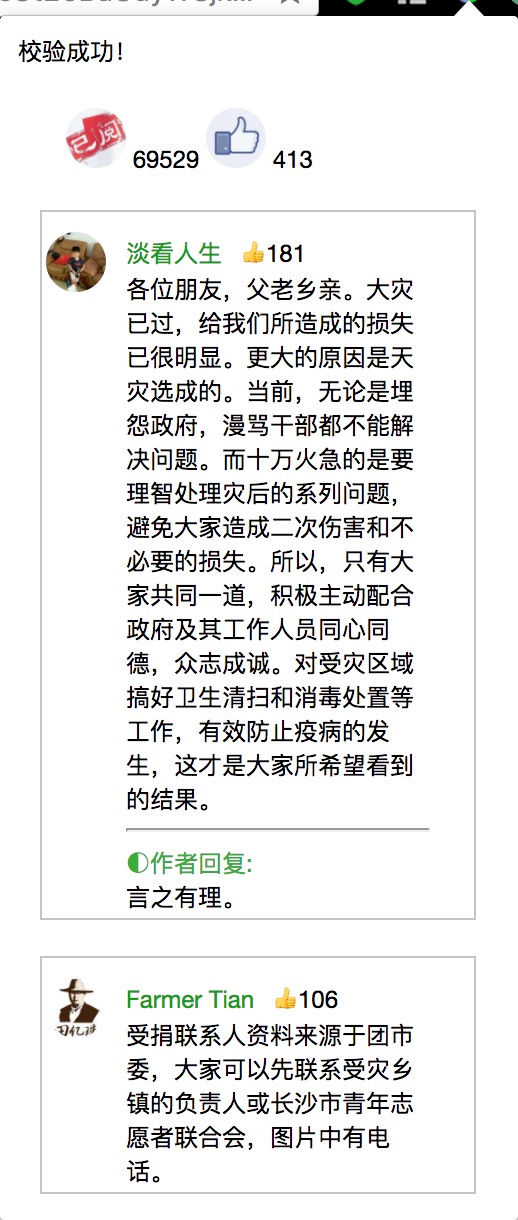 校验成功!
已阅 69529 413
淡看人生 👍181
各位朋友，父老乡亲。大灾
已过，给我们所造成的损失
已很明显。更大的原因是天
灾选成的。当前，无论是埋
怨政府，漫骂干部都不能解
决问题。而十万火急的是要
理智处理灾后的系列问题，
避免大家造成二次伤害和不
必要的损失。所以，只有大
家共同一道，积极主动配合
政府及其工作人员同心同
德，众志成诚。对受灾区域
搞好卫生清扫和消毒处置等
工作，有效防止疫病的发
生，这才是大家所希望看到
的结果。
◐作者回复:
言之有理。
Farmer Tian 👍106
受捐联系人资料来源于团市
委，大家可以先联系受灾乡
镇的负责人或长沙市青年志
愿者联合会，图片中有电
话。